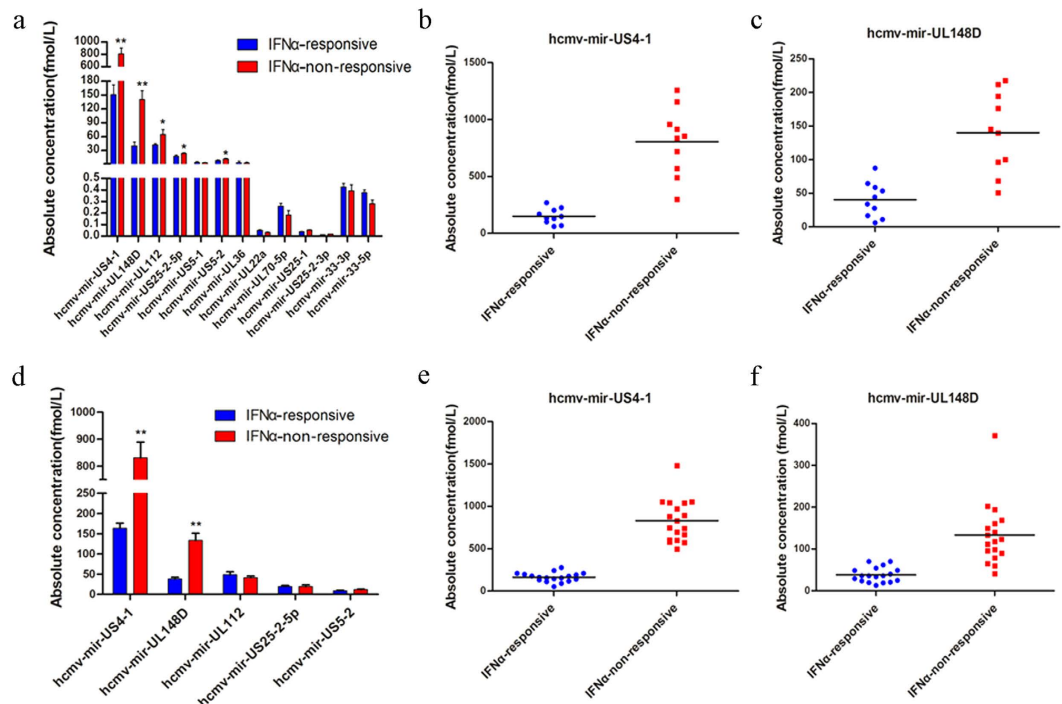 a
Absolute concentration(fmol/L)
1000
800
600
400
200
150
120
90
60
30
0.5
0.4
0.3
0.2
0.1
0.0
** ** * * *
IFNα-responsive
IFNα-non-responsive
hcmv-mir-US4-1
hcmv-mir-UL148D
hcmv-mir-UL112
hcmv-mir-US25-2-5p
hcmv-mir-US5-1
hcmv-mir-US5-2
hcmv-mir-UL36
hcmv-mir-UL22a
hcmv-mir-UL70-5p
hcmv-mir-US25-1
hcmv-mir-US25-2-3p
hcmv-mir-33-3p
hcmv-mir-33-5p
b
hcmv-mir-US4-1
Absolute concentration(fmol/L)
1500
1000
500
0
IFNα-responsive
IFNα-non-responsive
c
hcmv-mir-UL148D
Absolute concentration(fmol/L)
250
200
150
100
50
0
IFNα-responsive
IFNα-non-responsive
d
Absolute concentration(fmol/L)
1000
900
800
200
150
100
50
0
** **
IFNα-responsive
IFNα-non-responsive
hcmv-mir-US4-1
hcmv-mir-UL148D
hcmv-mir-UL112
hcmv-mir-US25-2-5p
hcmv-mir-US5-2
e
hcmv-mir-US4-1
Absolute concentration(fmol/L)
2000
1500
1000
500
0
IFNα-responsive
IFNα-non-responsive
f
hcmv-mir-UL148D
Absolute concentration (fmol/L)
400
300
200
100
0
IFNα-responsive
IFNα-non-responsive